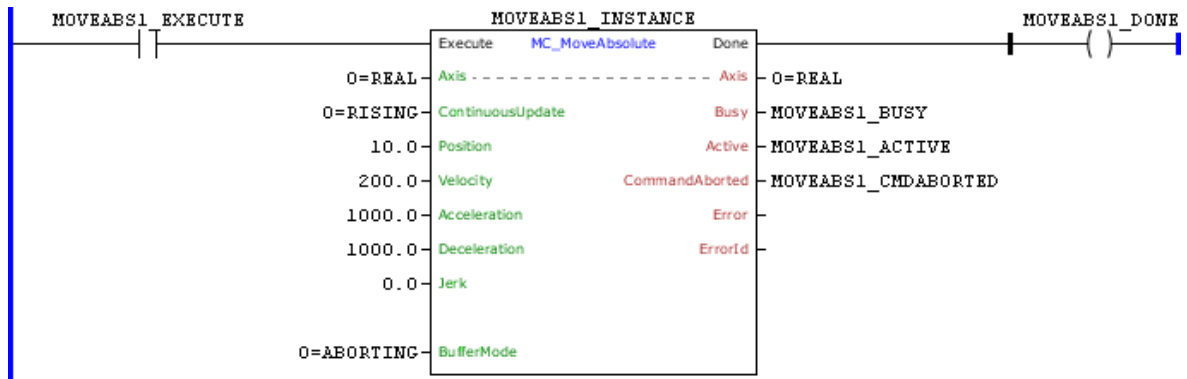 MOVEABS1_EXECUTE MOVEABS1_INSTANCE MOVEABS1_DONE
Execute MC_MoveAbsolute Done
0=REAL Axis Axis 0=REAL
0=RISING ContinuousUpdate Busy MOVEABS1_BUSY
10.0 Position Active MOVEABS1_ACTIVE
200.0 Velocity CommandAborted MOVEABS1_CMDABORTED
1000.0 Acceleration Error
1000.0 Deceleration ErrorId
0.0 Jerk
0=ABORTING BufferMode